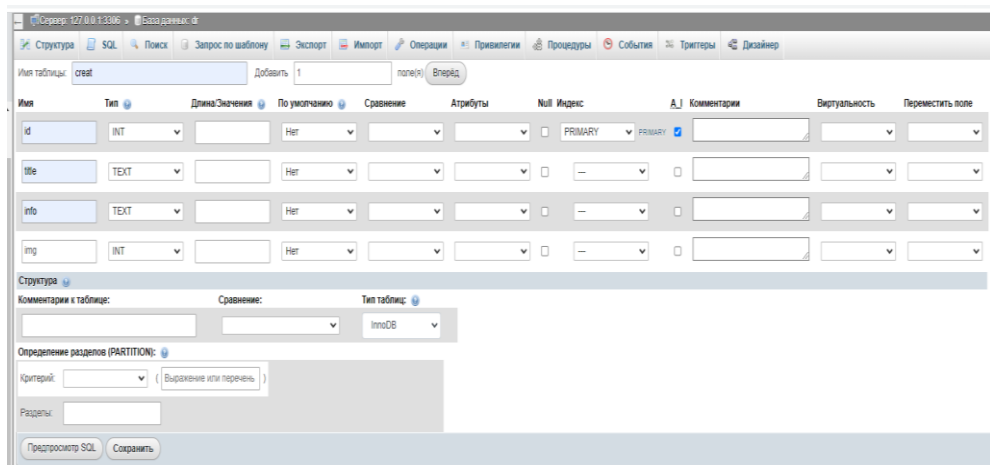 Сервер: 127.0.0.1:3306 » База данных: dr
Структура SQL Поиск Запрос по шаблону Экспорт Импорт Операции Привилегии Процедуры События Триггеры Дизайнер
Имя таблицы: creat Добавить 1 поле(я) Вперёд
Имя Тип Длина/Значения По умолчанию Сравнение Атрибуты Null Индекс A_I Комментарии Виртуальность Переместить поле
id INT Нет PRIMARY PRIMARY
title TEXT Нет ---
info TEXT Нет ---
img INT Нет ---
Структура
Комментарии к таблице: Сравнение: Тип таблиц:
InnoDB
Определение разделов (PARTITION):
Критерий: ( Выражение или перечень )
Разделы:
Предпросмотр SQL Сохранить